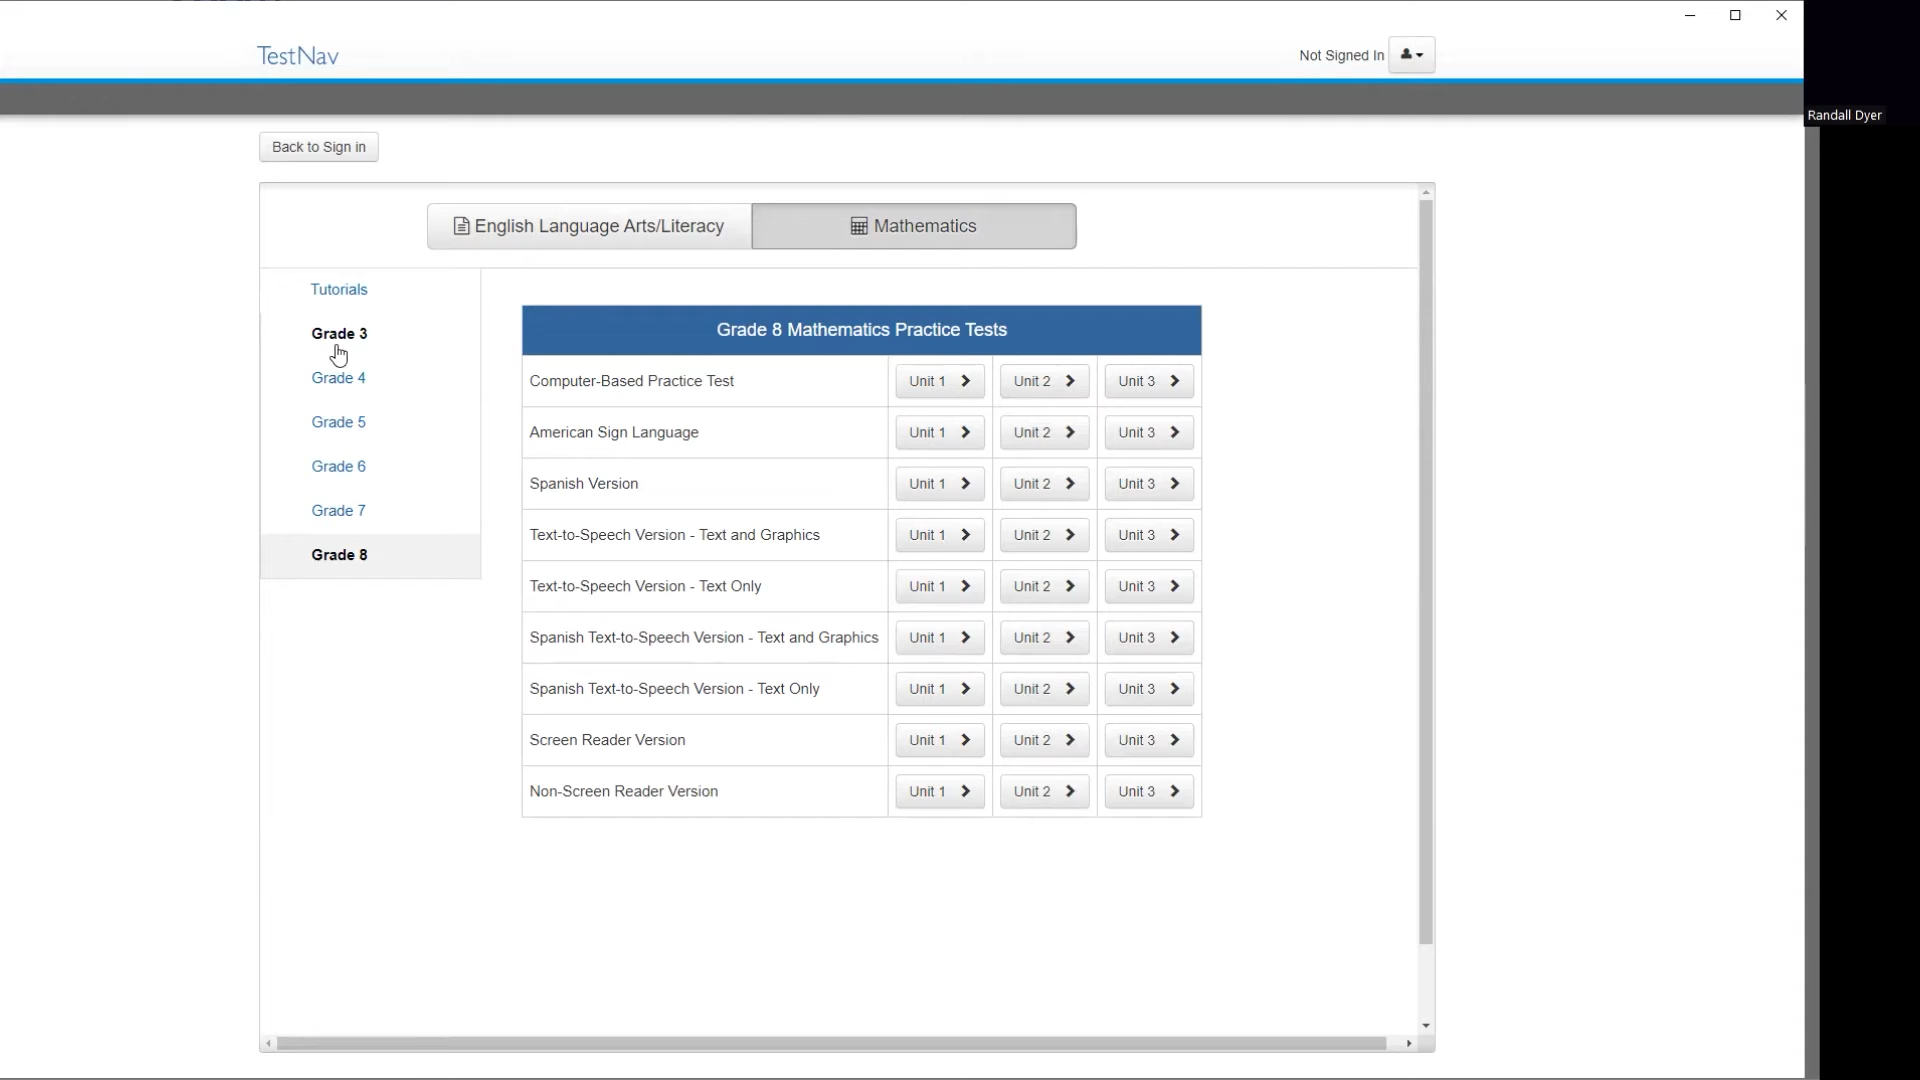 TestNav
Not Signed In
Randall Dyer
Back to Sign in
English Language Arts/Literacy
Mathematics
Tutorials
Grade 3
Grade 4
Grade 5
Grade 6
Grade 7
Grade 8
Grade 8 Mathematics Practice Tests
Computer-Based Practice Test Unit 1 Unit 2 Unit 3
American Sign Language Unit 1 Unit 2 Unit 3
Spanish Version Unit 1 Unit 2 Unit 3
Text-to-Speech Version - Text and Graphics Unit 1 Unit 2 Unit 3
Text-to-Speech Version - Text Only Unit 1 Unit 2 Unit 3
Spanish Text-to-Speech Version - Text and Graphics Unit 1 Unit 2 Unit 3
Spanish Text-to-Speech Version - Text Only Unit 1 Unit 2 Unit 3
Screen Reader Version Unit 1 Unit 2 Unit 3
Non-Screen Reader Version Unit 1 Unit 2 Unit 3